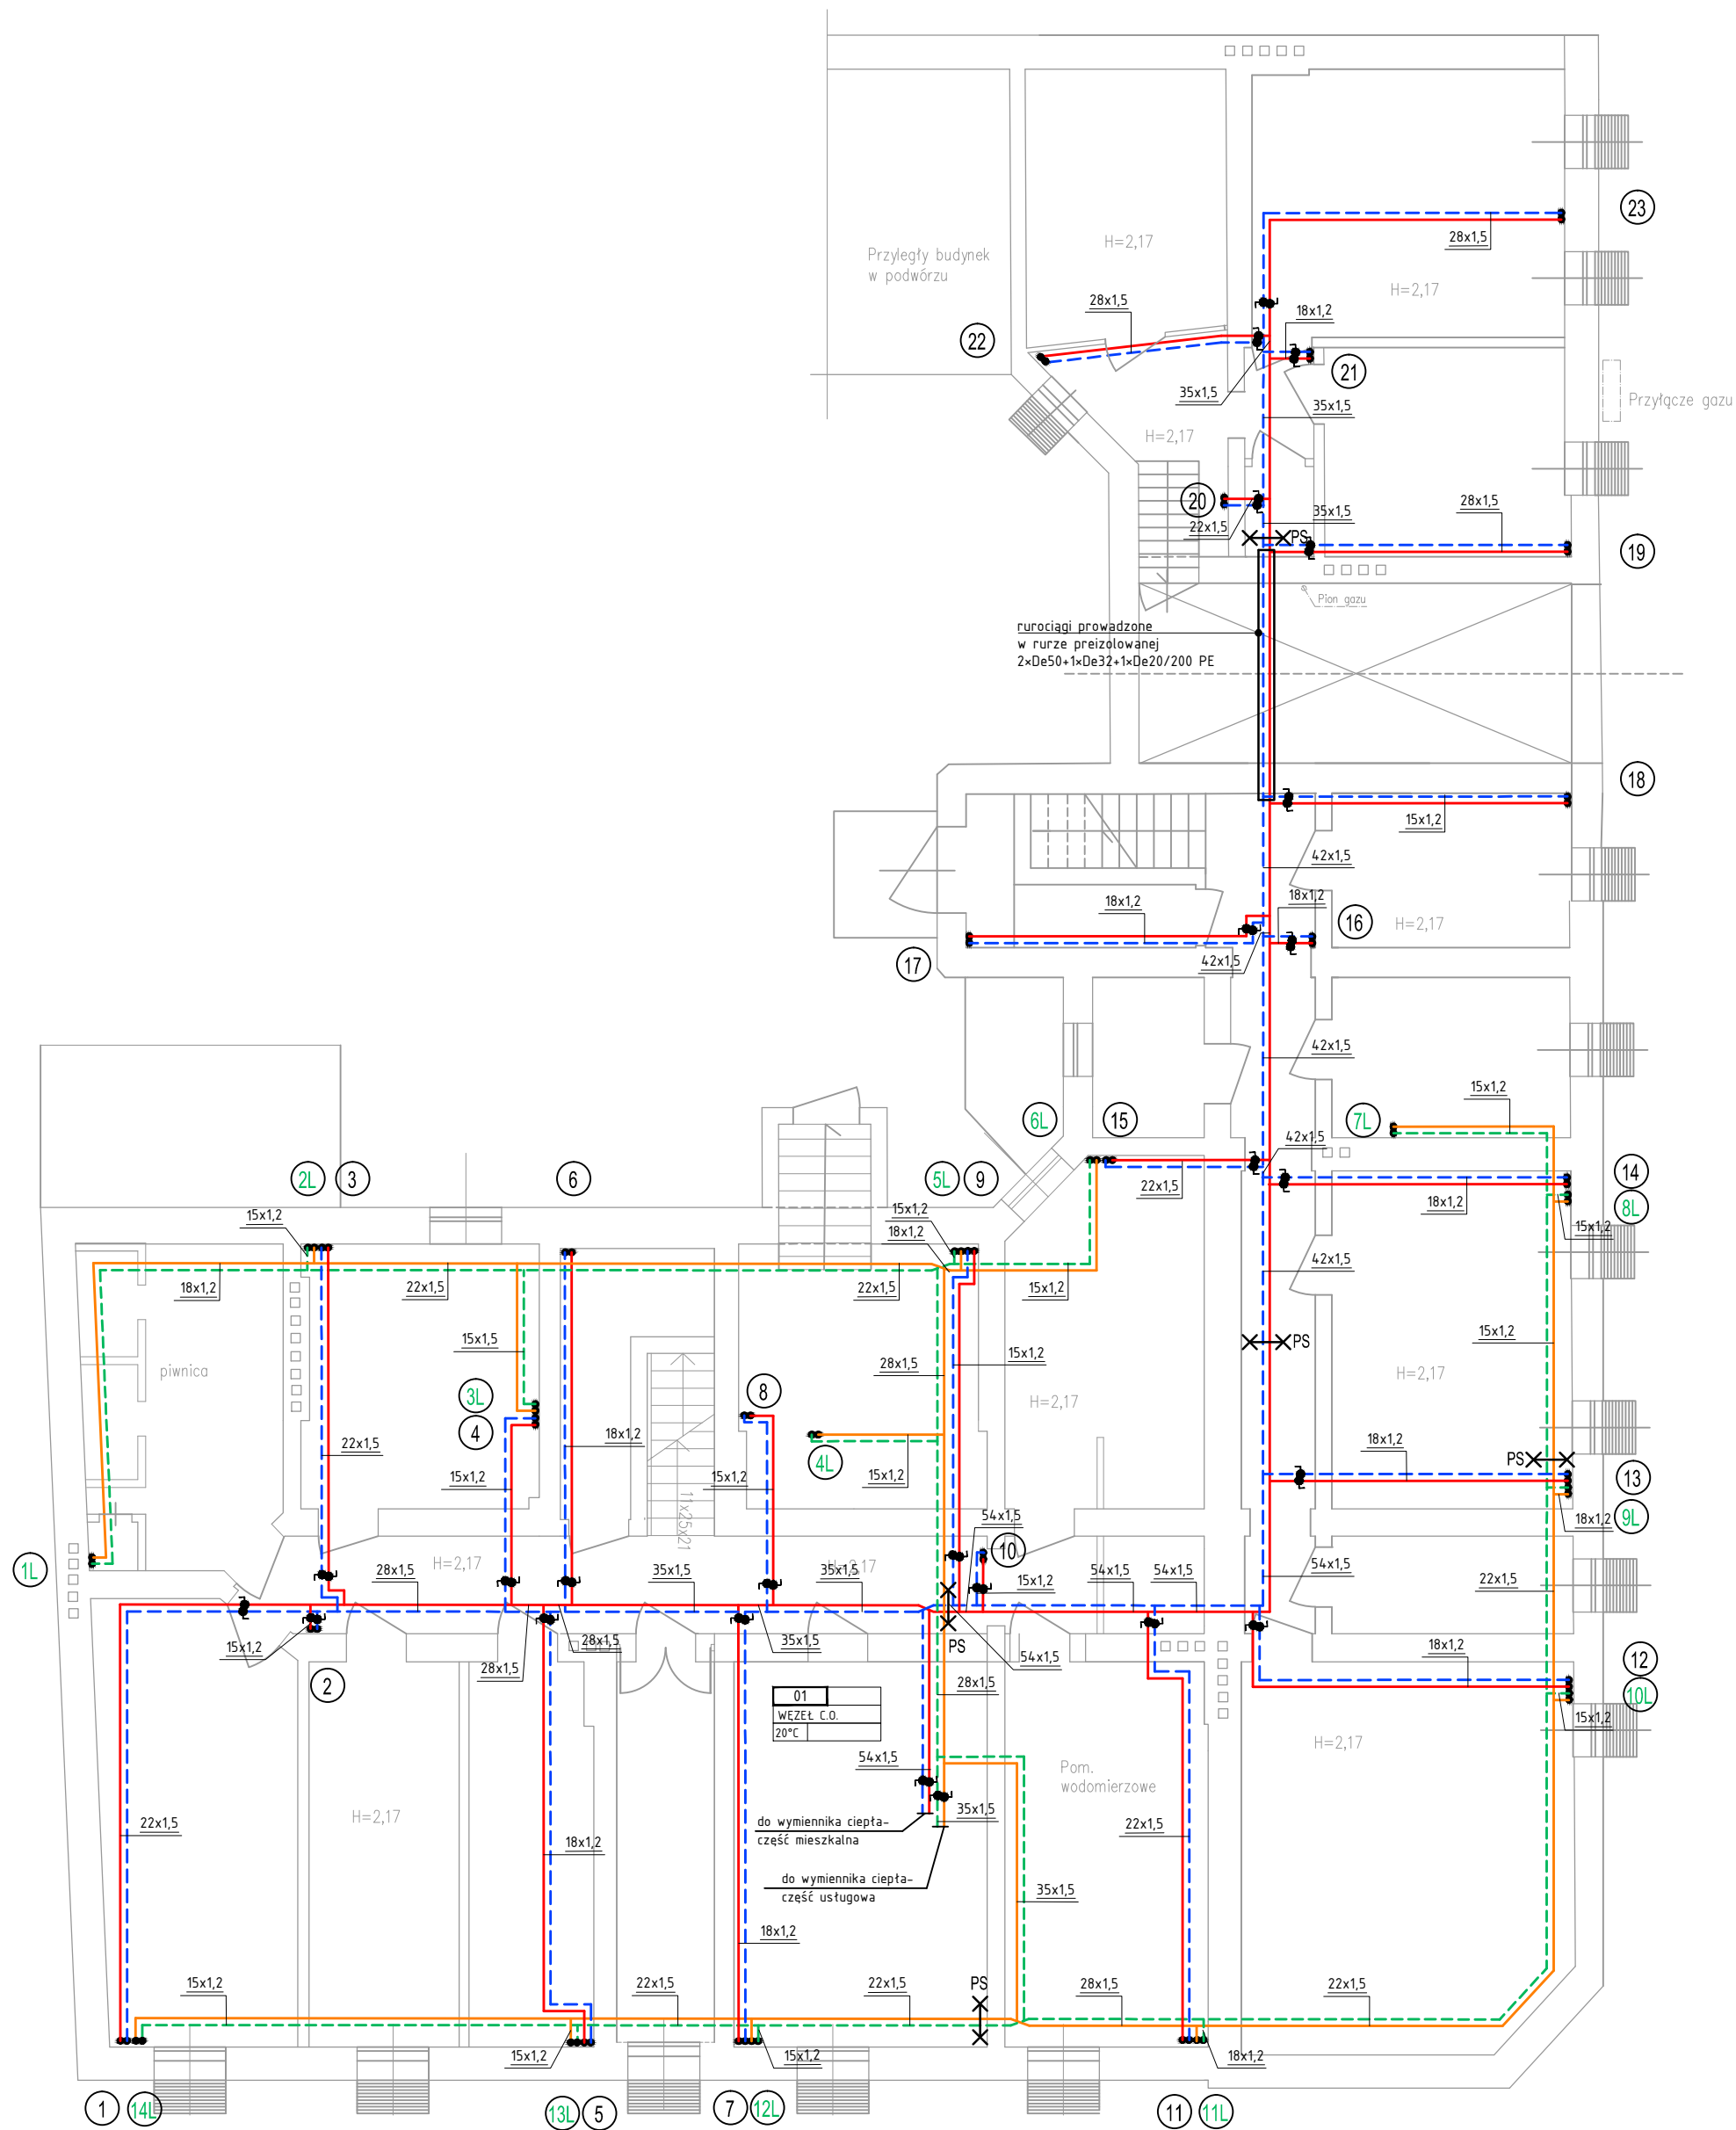 23
28x1,5
H=2,17
Przyległy budynek
w podwórzu
H=2,17
28x1,5
18x1,2
22
21
35x1,5
35x1,5
Przyłącze gazu
H=2,17
20
28x1,5
22x1,5
35x1,5
PS
19
Pion gazu
rurociągi prowadzone
w rurze preizolowanej
2×De50+1×De32+1×De20/200 PE
18
15x1,2
42x1,5
18x1,2
18x1,2
16
H=2,17
17
42x1,5
42x1,5
15x1,2
6L
15
7L
42x1,5
2L
3
6
5L
9
14
22x1,5
18x1,2
8L
15x1,2
15x1,2
18x1,2
15x1,2
42x1,5
18x1,2
22x1,5
22x1,5
15x1,2
15x1,5
15x1,2
15x1,2
PS
piwnica
28x1,5
H=2,17
H=2,17
3L
8
4
22x1,5
18x1,2
4L
18x1,2
PS
13
15x1,2
15x1,2
15x1,2
11x25x21
54x1,5
18x1,2
9L
10
1L
H=2,17
H=2,17
28x1,5
35x1,5
35x1,5
15x1,2
54x1,5
54x1,5
54x1,5
22x1,5
15x1,2
28x1,5
35x1,5
PS
18x1,2
12
28x1,5
54x1,5
2
28x1,5
10L
01
WĘZEŁ C.O.
20°C
15x1,2
H=2,17
54x1,5
Pom.
wodomierzowe
H=2,17
35x1,5
22x1,5
do wymiennika ciepła-
część mieszkalna
22x1,5
18x1,2
do wymiennika ciepła-
część usługowa
35x1,5
18x1,2
15x1,2
22x1,5
22x1,5
PS
28x1,5
22x1,5
15x1,2
15x1,2
18x1,2
1
14L
13L
5
7
12L
11
11L